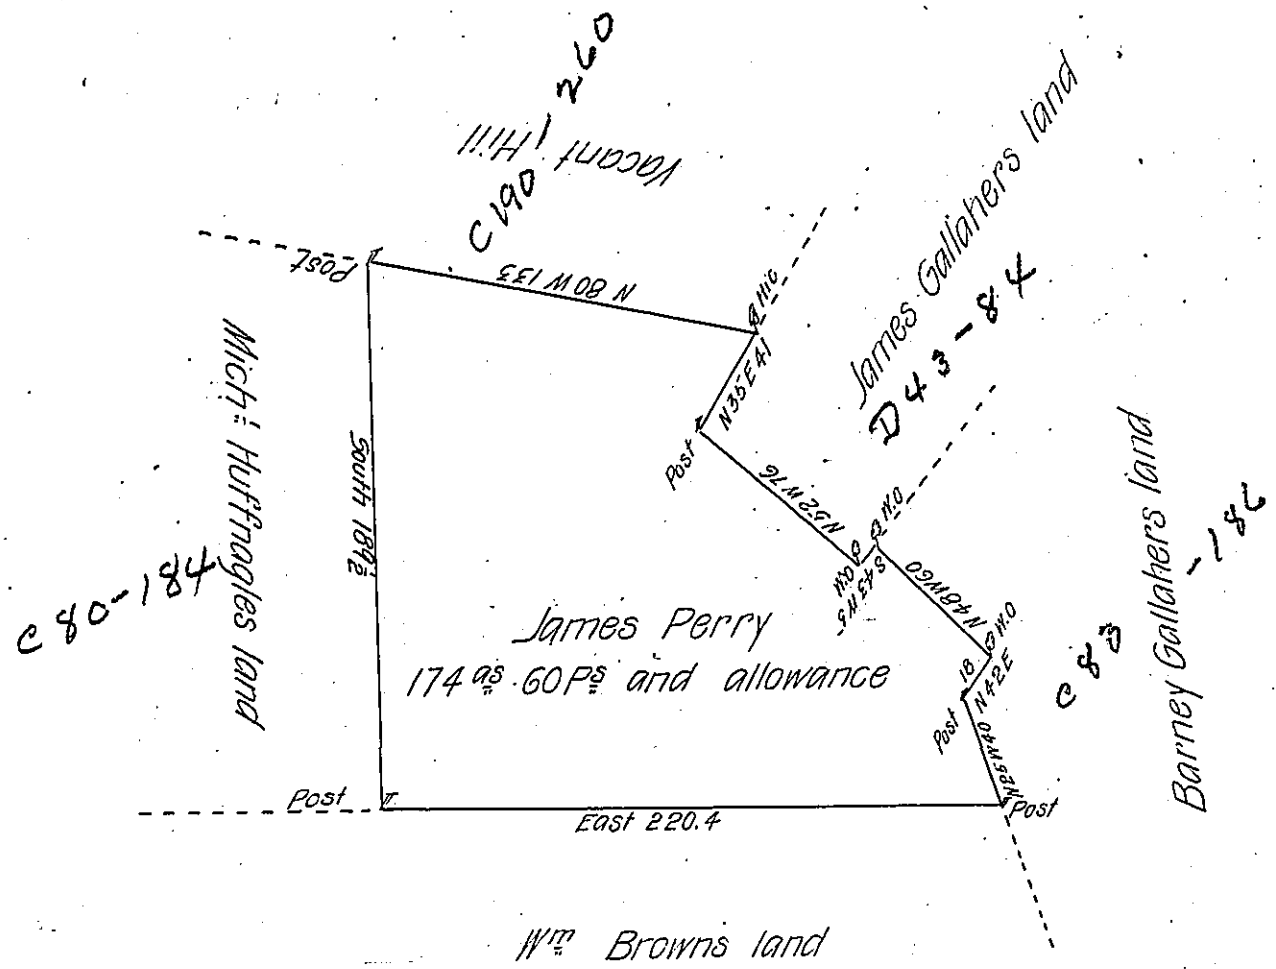 Vacant Hill
C190, 260
Post
N 80 W 133
Hic
N35E41
James Gallahers land
D43-84
Post
N52W76
W.O
W.O
S43W5
N48W60
W.O
18
N42E
Post
N25W40
Post
Barney Gallahers land
C83-186
Mich: Huffnagles land
C80-184
South 189½
James Perry
174 as. 60 Ps and allowance
Post
East 220.4
Wm Browns land